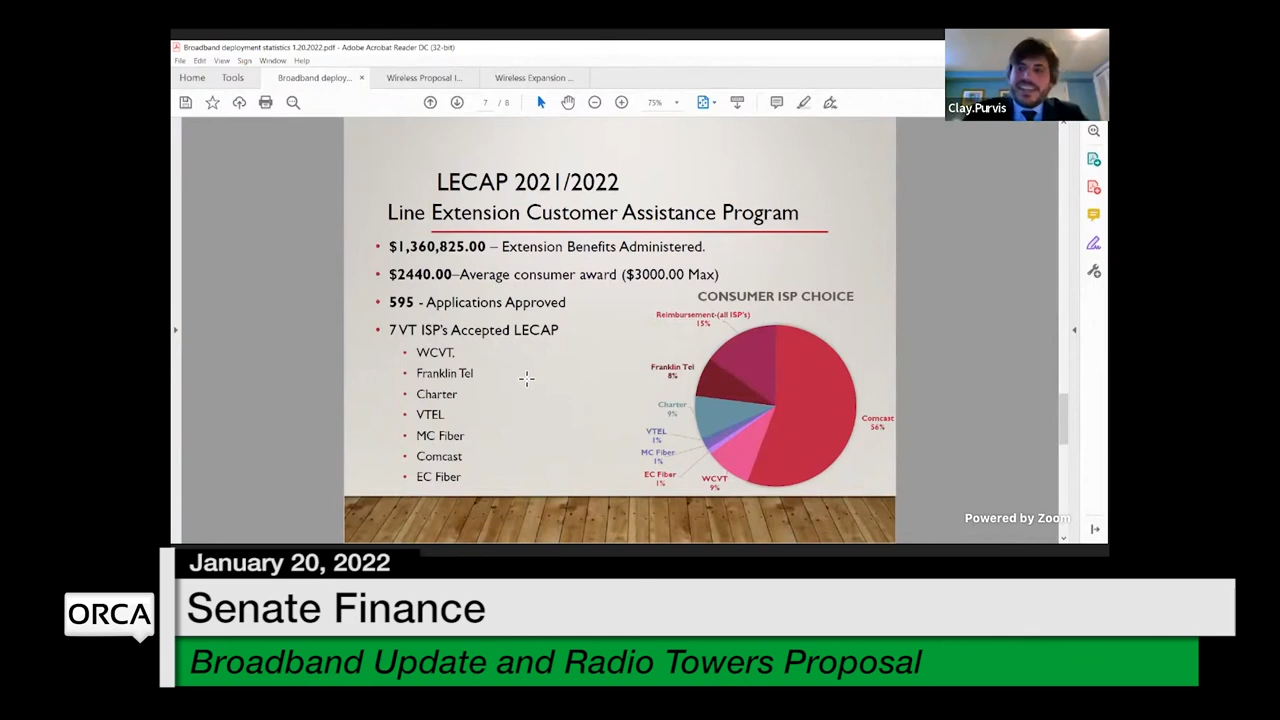 Broadband deployment statistics 1.20.2022.pdf - Adobe Acrobat Reader DC (32-bit)
File Edit View Sign Window Help
Home Tools Broadband deploy... × Wireless Proposal I... Wireless Expansion ...
7 / 8 75%
Clay.Purvis
LECAP 2021/2022
Line Extension Customer Assistance Program
• $1,360,825.00 – Extension Benefits Administered.
• $2440.00–Average consumer award ($3000.00 Max)
• 595 - Applications Approved
• 7 VT ISP's Accepted LECAP
• WCVT,
• Franklin Tel
• Charter
• VTEL
• MC Fiber
• Comcast
• EC Fiber
CONSUMER ISP CHOICE
Reimbursement-(all ISP's)
15%
Franklin Tel
8%
Charter
9%
VTEL
1%
MC Fiber
1%
EC Fiber
1%
WCVT
9%
Comcast
56%
Powered by Zoom
January 20, 2022
ORCA
Senate Finance
Broadband Update and Radio Towers Proposal